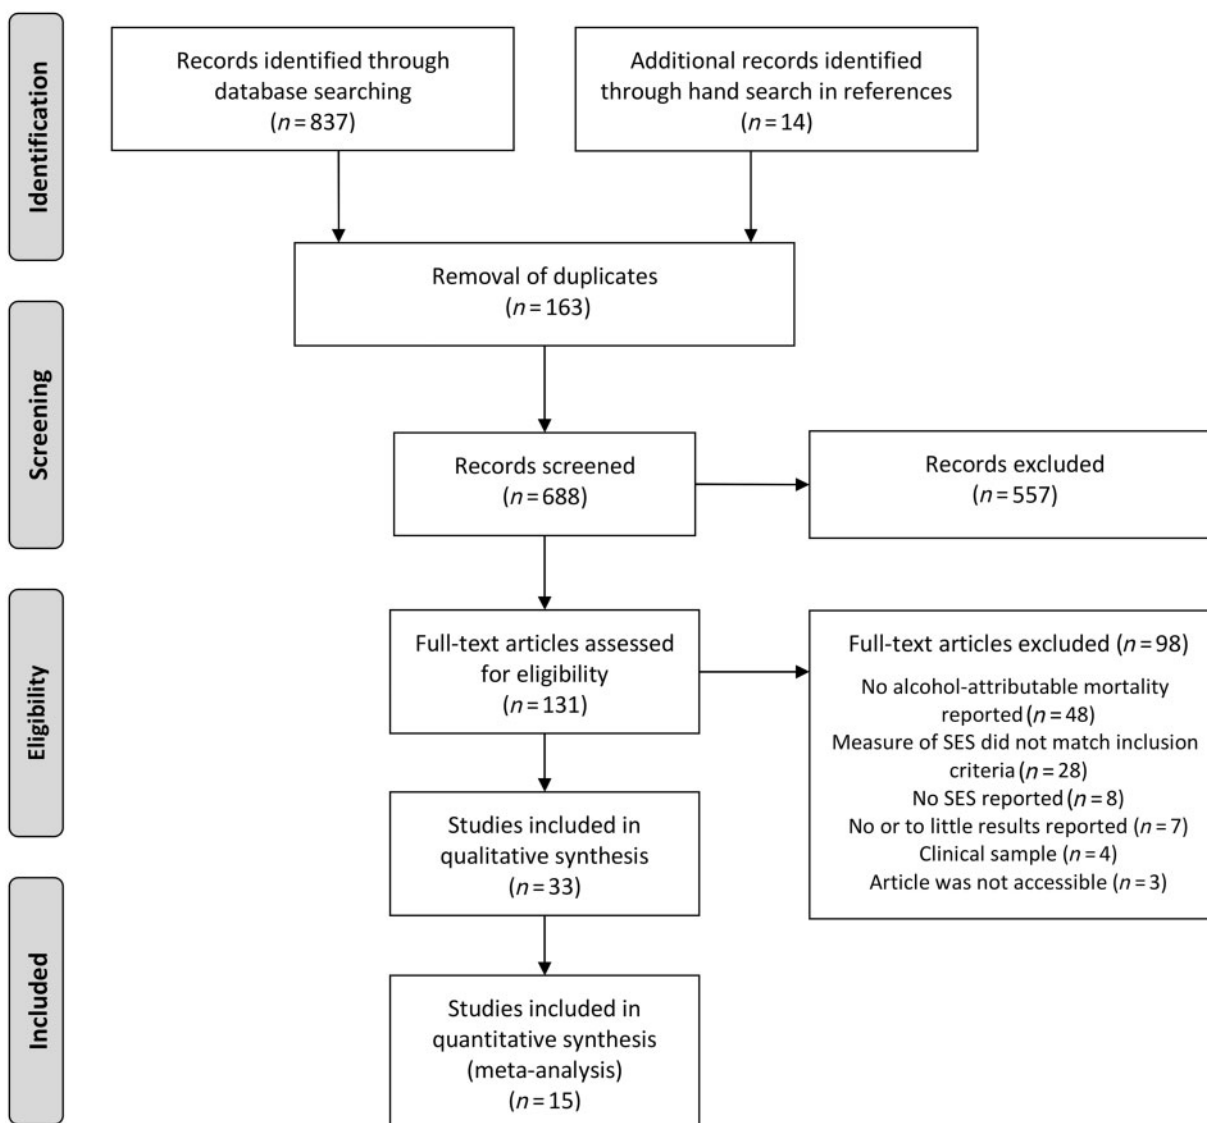 Identification
Records identified through
database searching
(n = 837)
Additional records identified
through hand search in references
(n = 14)
Removal of duplicates
(n = 163)
Screening
Records screened
(n = 688)
Records excluded
(n = 557)
Eligibility
Full-text articles assessed
for eligibility
(n = 131)
Full-text articles excluded (n = 98)
No alcohol-attributable mortality
reported (n = 48)
Measure of SES did not match inclusion
criteria (n = 28)
No SES reported (n = 8)
No or to little results reported (n = 7)
Clinical sample (n = 4)
Article was not accessible (n = 3)
Studies included in
qualitative synthesis
(n = 33)
Included
Studies included in
quantitative synthesis
(meta-analysis)
(n = 15)